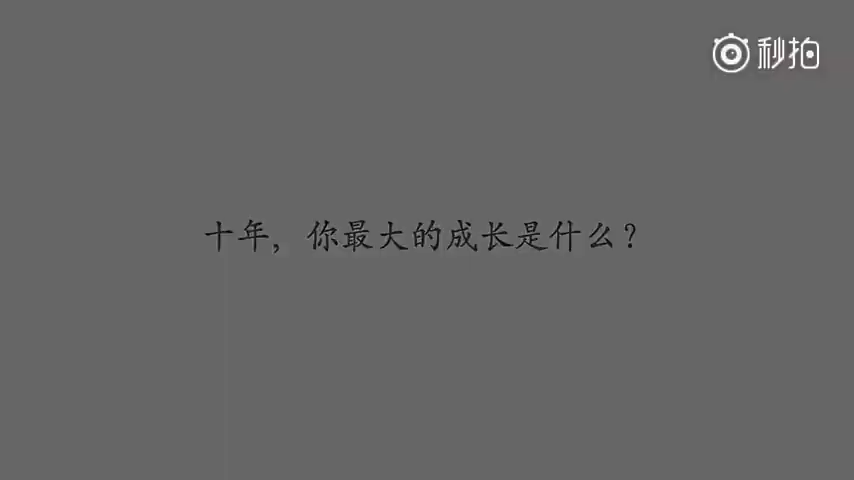 秒拍
十年，你最大的成长是什么？